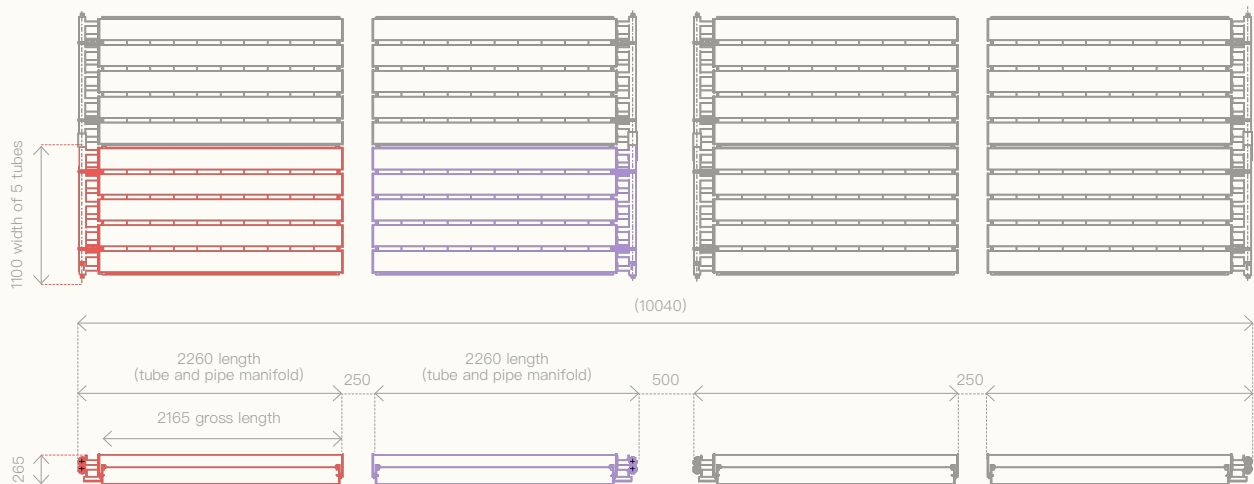 1100 width of 5 tubes
(10040)
2260 length
(tube and pipe manifold)
250
2260 length
(tube and pipe manifold)
500
250
2165 gross length
265